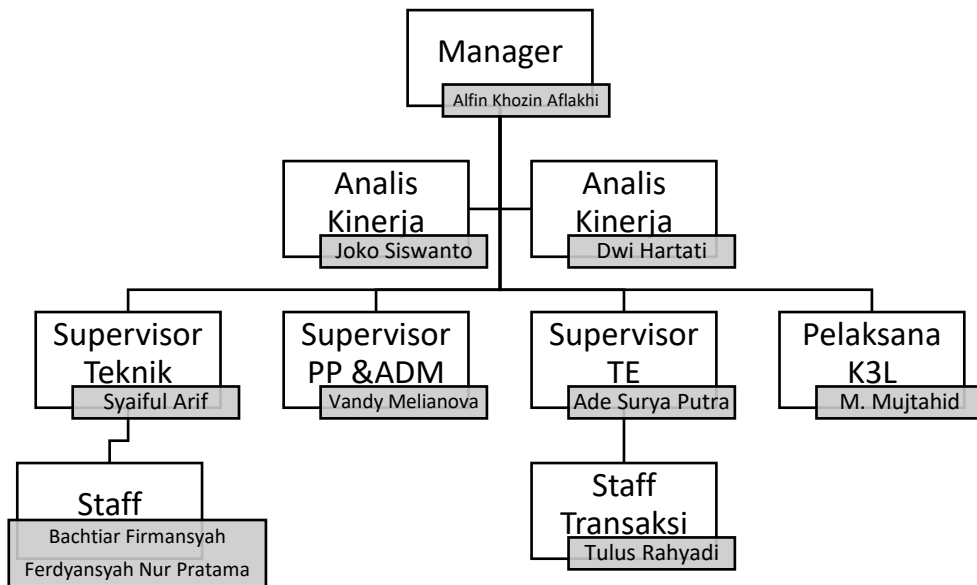 Manager
Alfin Khozin Aflakhi
Analis
Kinerja
Joko Siswanto
Analis
Kinerja
Dwi Hartati
Supervisor
Teknik
Syaiful Arif
Supervisor
PP &ADM
Vandy Melianova
Supervisor
TE
Ade Surya Putra
Pelaksana
K3L
M. Mujtahid
Staff
Bachtiar Firmansyah
Ferdyansyah Nur Pratama
Staff
Transaksi
Tulus Rahyadi